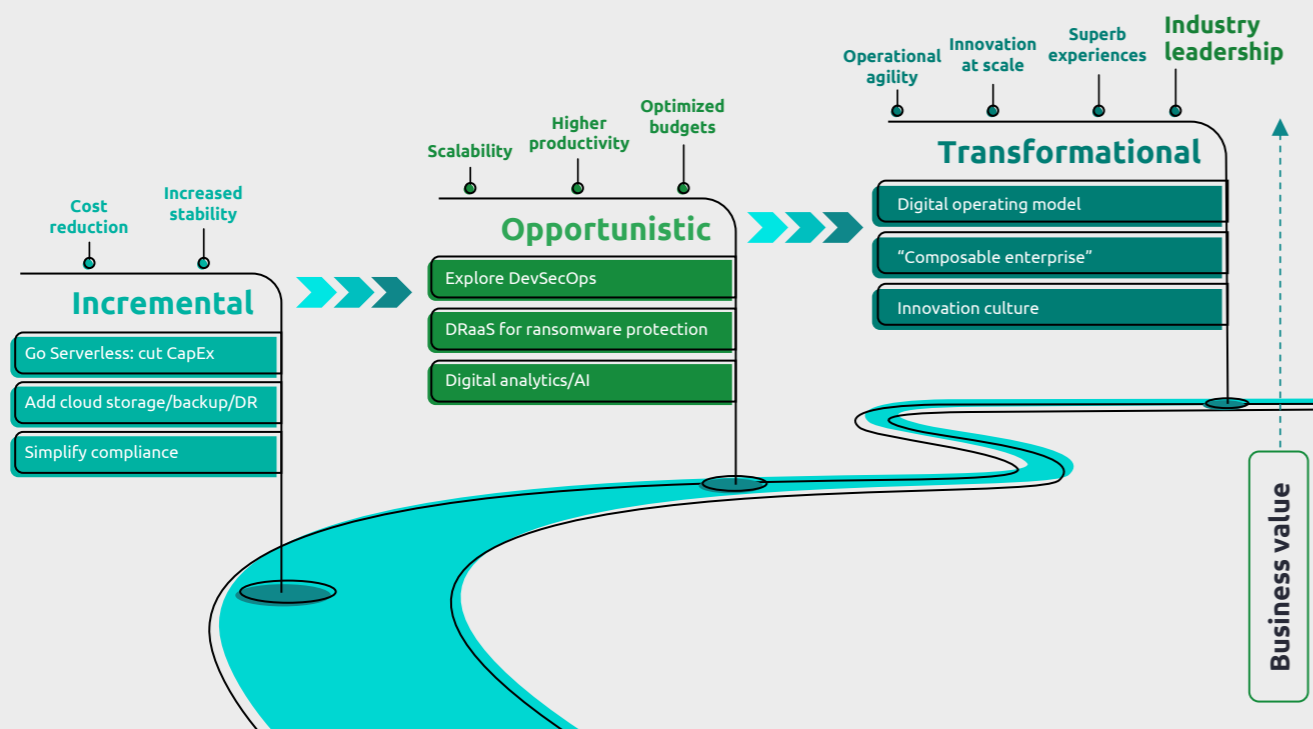 Cost
reduction
Increased
stability
Incremental
Go Serverless: cut CapEx
Add cloud storage/backup/DR
Simplify compliance
Scalability
Higher
productivity
Optimized
budgets
Opportunistic
Explore DevSecOps
DRaaS for ransomware protection
Digital analytics/AI
Operational
agility
Innovation
at scale
Superb
experiences
Industry
leadership
Transformational
Digital operating model
“Composable enterprise”
Innovation culture
Business value